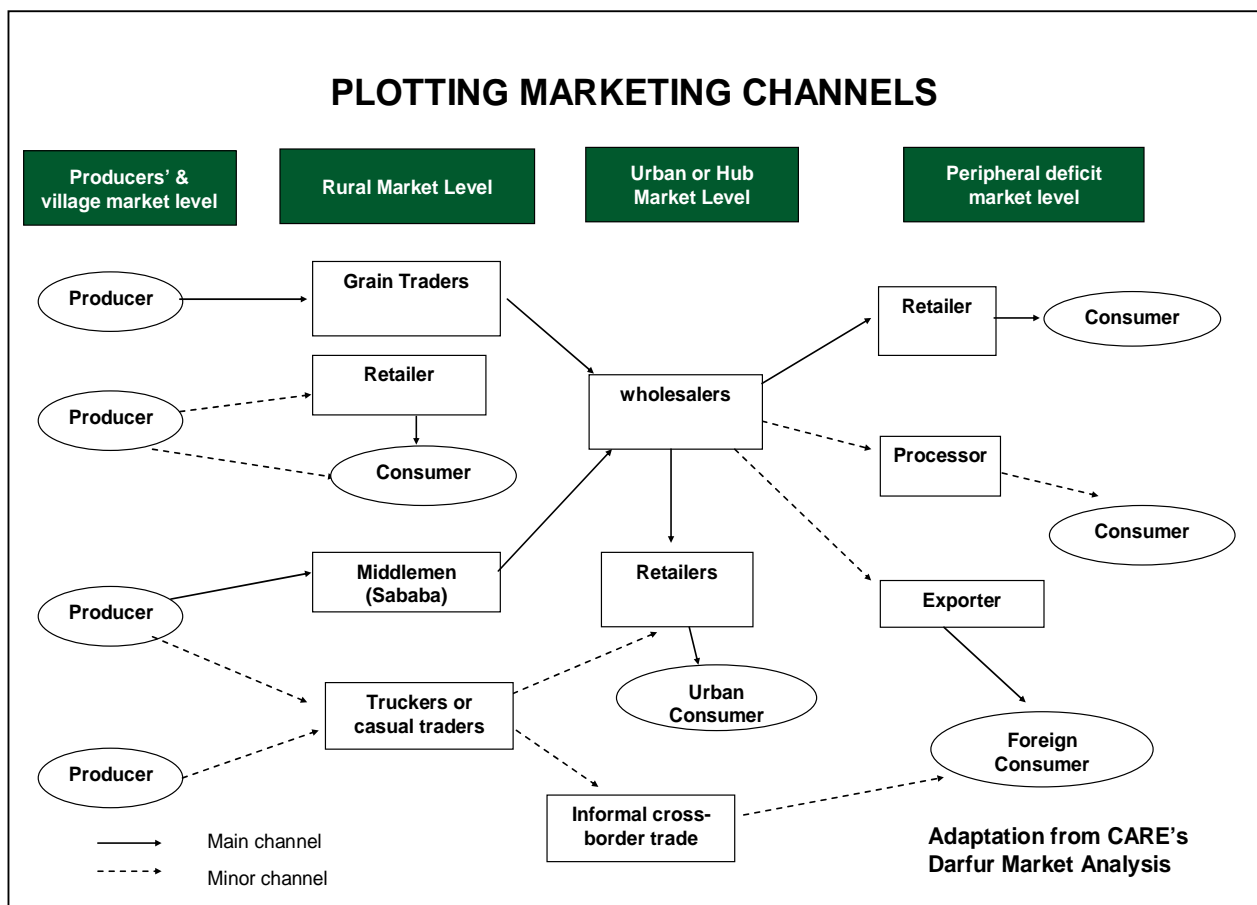 PLOTTING MARKETING CHANNELS
Producers' &
village market level
Rural Market Level
Urban or Hub
Market Level
Peripheral deficit
market level
Producer
Grain Traders
Retailer
Consumer
Producer
Retailer
Consumer
wholesalers
Processor
Consumer
Producer
Middlemen
(Sababa)
Retailers
Exporter
Truckers or
casual traders
Urban
Consumer
Foreign
Consumer
Producer
Informal cross-
border trade
Main channel
Minor channel
Adaptation from CARE's
Darfur Market Analysis